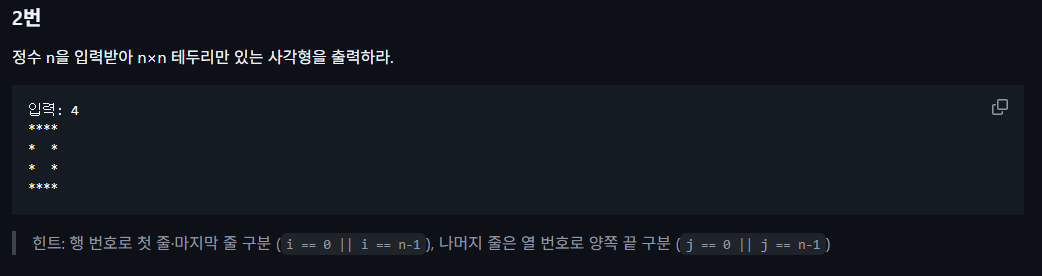 2번
정수 n을 입력받아 n×n 테두리만 있는 사각형을 출력하라.
입력: 4
****
*  *
*  *
****
힌트: 행 번호로 첫 줄·마지막 줄 구분 ( i == 0 || i == n-1 ), 나머지 줄은 열 번호로 양쪽 끝 구분 ( j == 0 || j == n-1 )